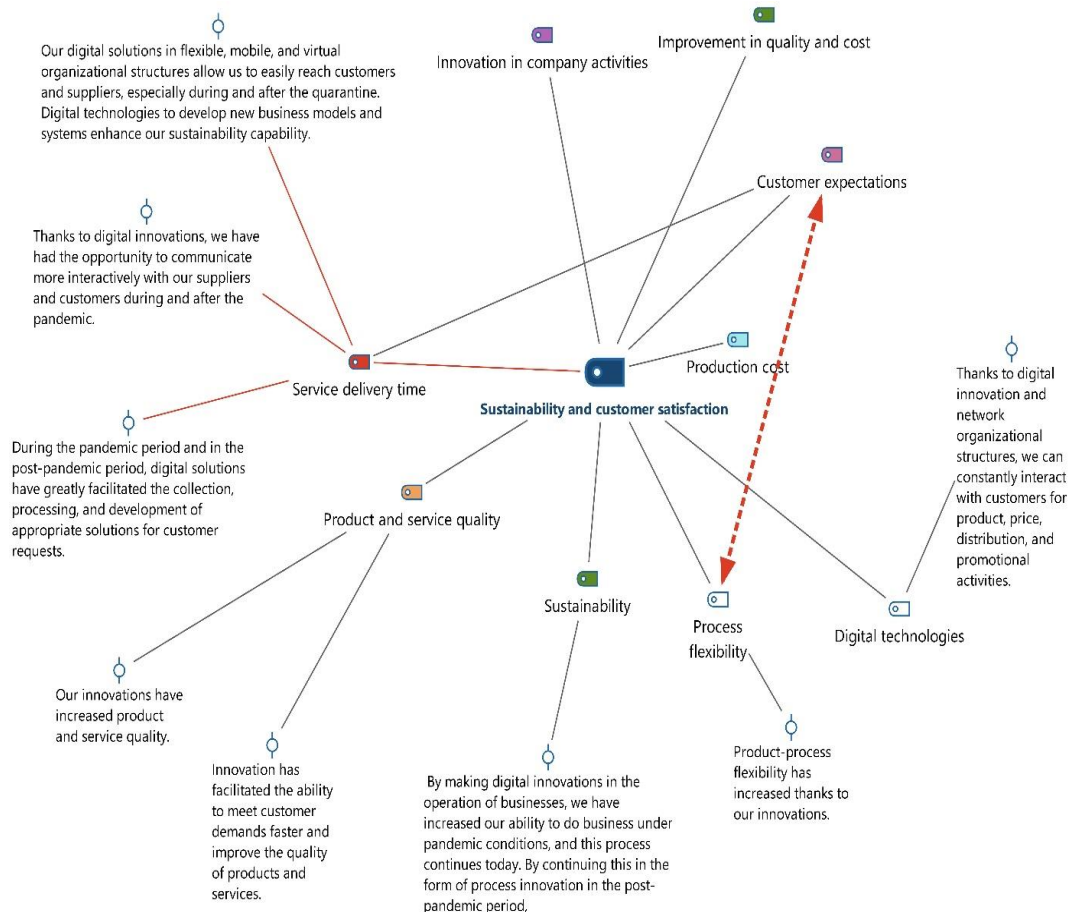 Our digital solutions in flexible, mobile, and virtual
organizational structures allow us to easily reach customers
and suppliers, especially during and after the quarantine.
Digital technologies to develop new business models and
systems enhance our sustainability capability.
Innovation in company activities
Improvement in quality and cost
Customer expectations
Thanks to digital innovations, we have
had the opportunity to communicate
more interactively with our suppliers
and customers during and after the
pandemic.
Service delivery time
Production cost
Sustainability and customer satisfaction
Thanks to digital
innovation and
network
organizational
structures, we can
constantly interact
with customers for
product, price,
distribution, and
promotional
activities.
During the pandemic period and in the
post-pandemic period, digital solutions
have greatly facilitated the collection,
processing, and development of
appropriate solutions for customer
requests.
Product and service quality
Sustainability
Process
flexibility
Digital technologies
Our innovations have
increased product
and service quality.
Innovation has
facilitated the ability
to meet customer
demands faster and
improve the quality
of products and
services.
By making digital innovations in the
operation of businesses, we have
increased our ability to do business under
pandemic conditions, and this process
continues today. By continuing this in the
form of process innovation in the post-
pandemic period,
Product-process
flexibility has
increased thanks to
our innovations.